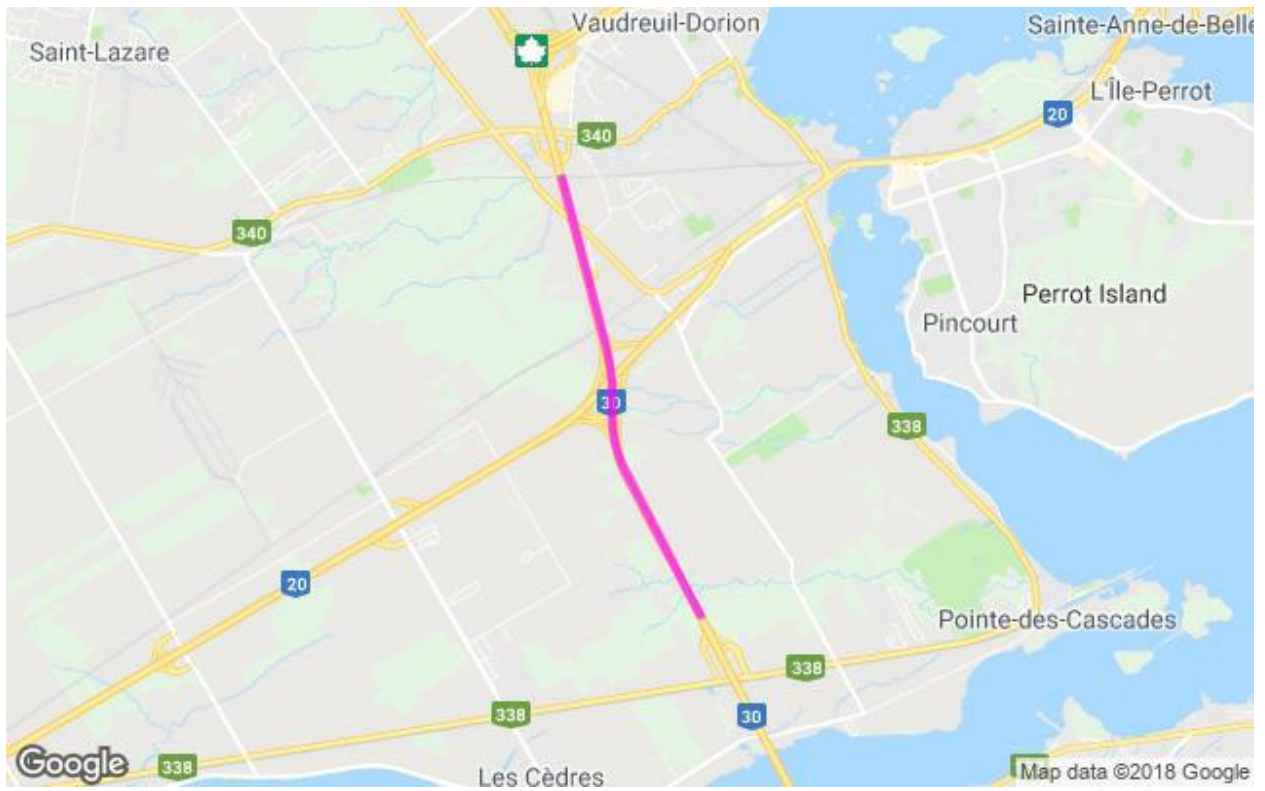 Vaudreuil-Dorion
Sainte-Anne-de-Belle
Saint-Lazare
L'Île-Perrot
20
340
340
Perrot Island
Pincourt
30
338
20
Pointe-des-Cascades
338
338
30
338
Les Cèdres
Google
Map data ©2018 Google